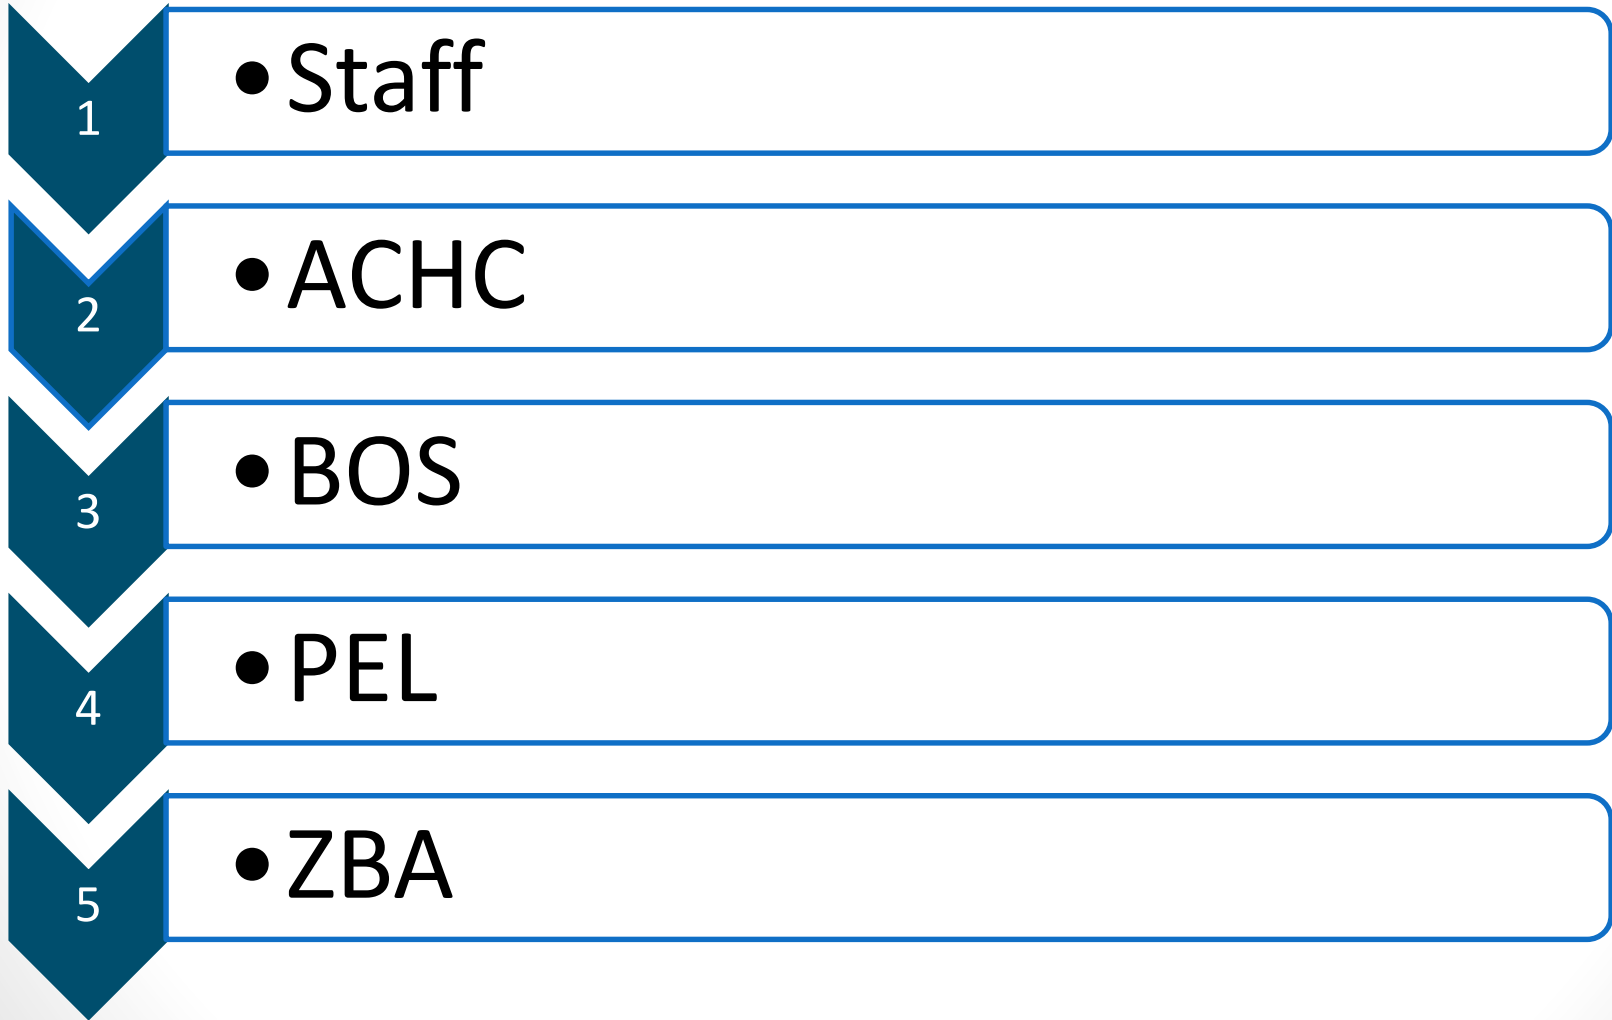 1
• Staff
2
• ACHC
3
• BOS
4
• PEL
5
• ZBA